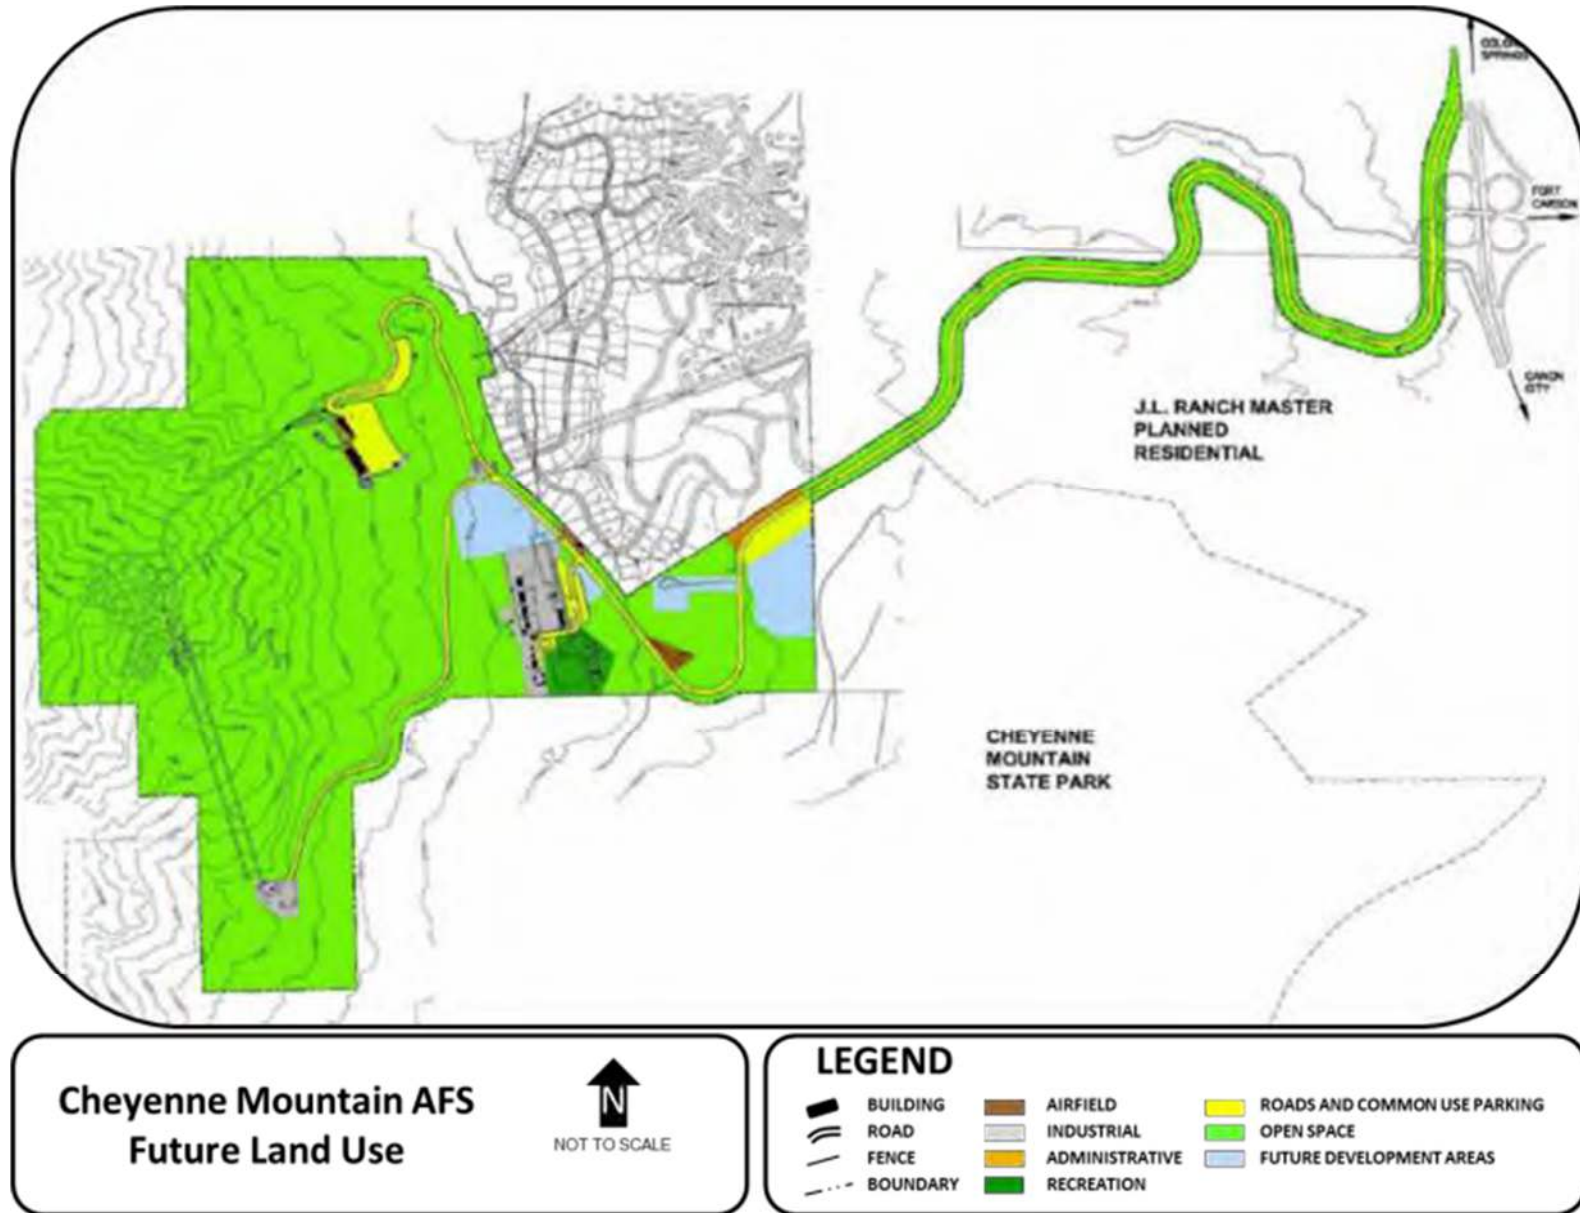 SPRINGS
FORT
CARSON
CANON
CITY
J.L. RANCH MASTER
PLANNED
RESIDENTIAL
CHEYENNE
MOUNTAIN
STATE PARK
Cheyenne Mountain AFS
Future Land Use
N
NOT TO SCALE
LEGEND
BUILDING
ROAD
FENCE
BOUNDARY
AIRFIELD
INDUSTRIAL
ADMINISTRATIVE
RECREATION
ROADS AND COMMON USE PARKING
OPEN SPACE
FUTURE DEVELOPMENT AREAS